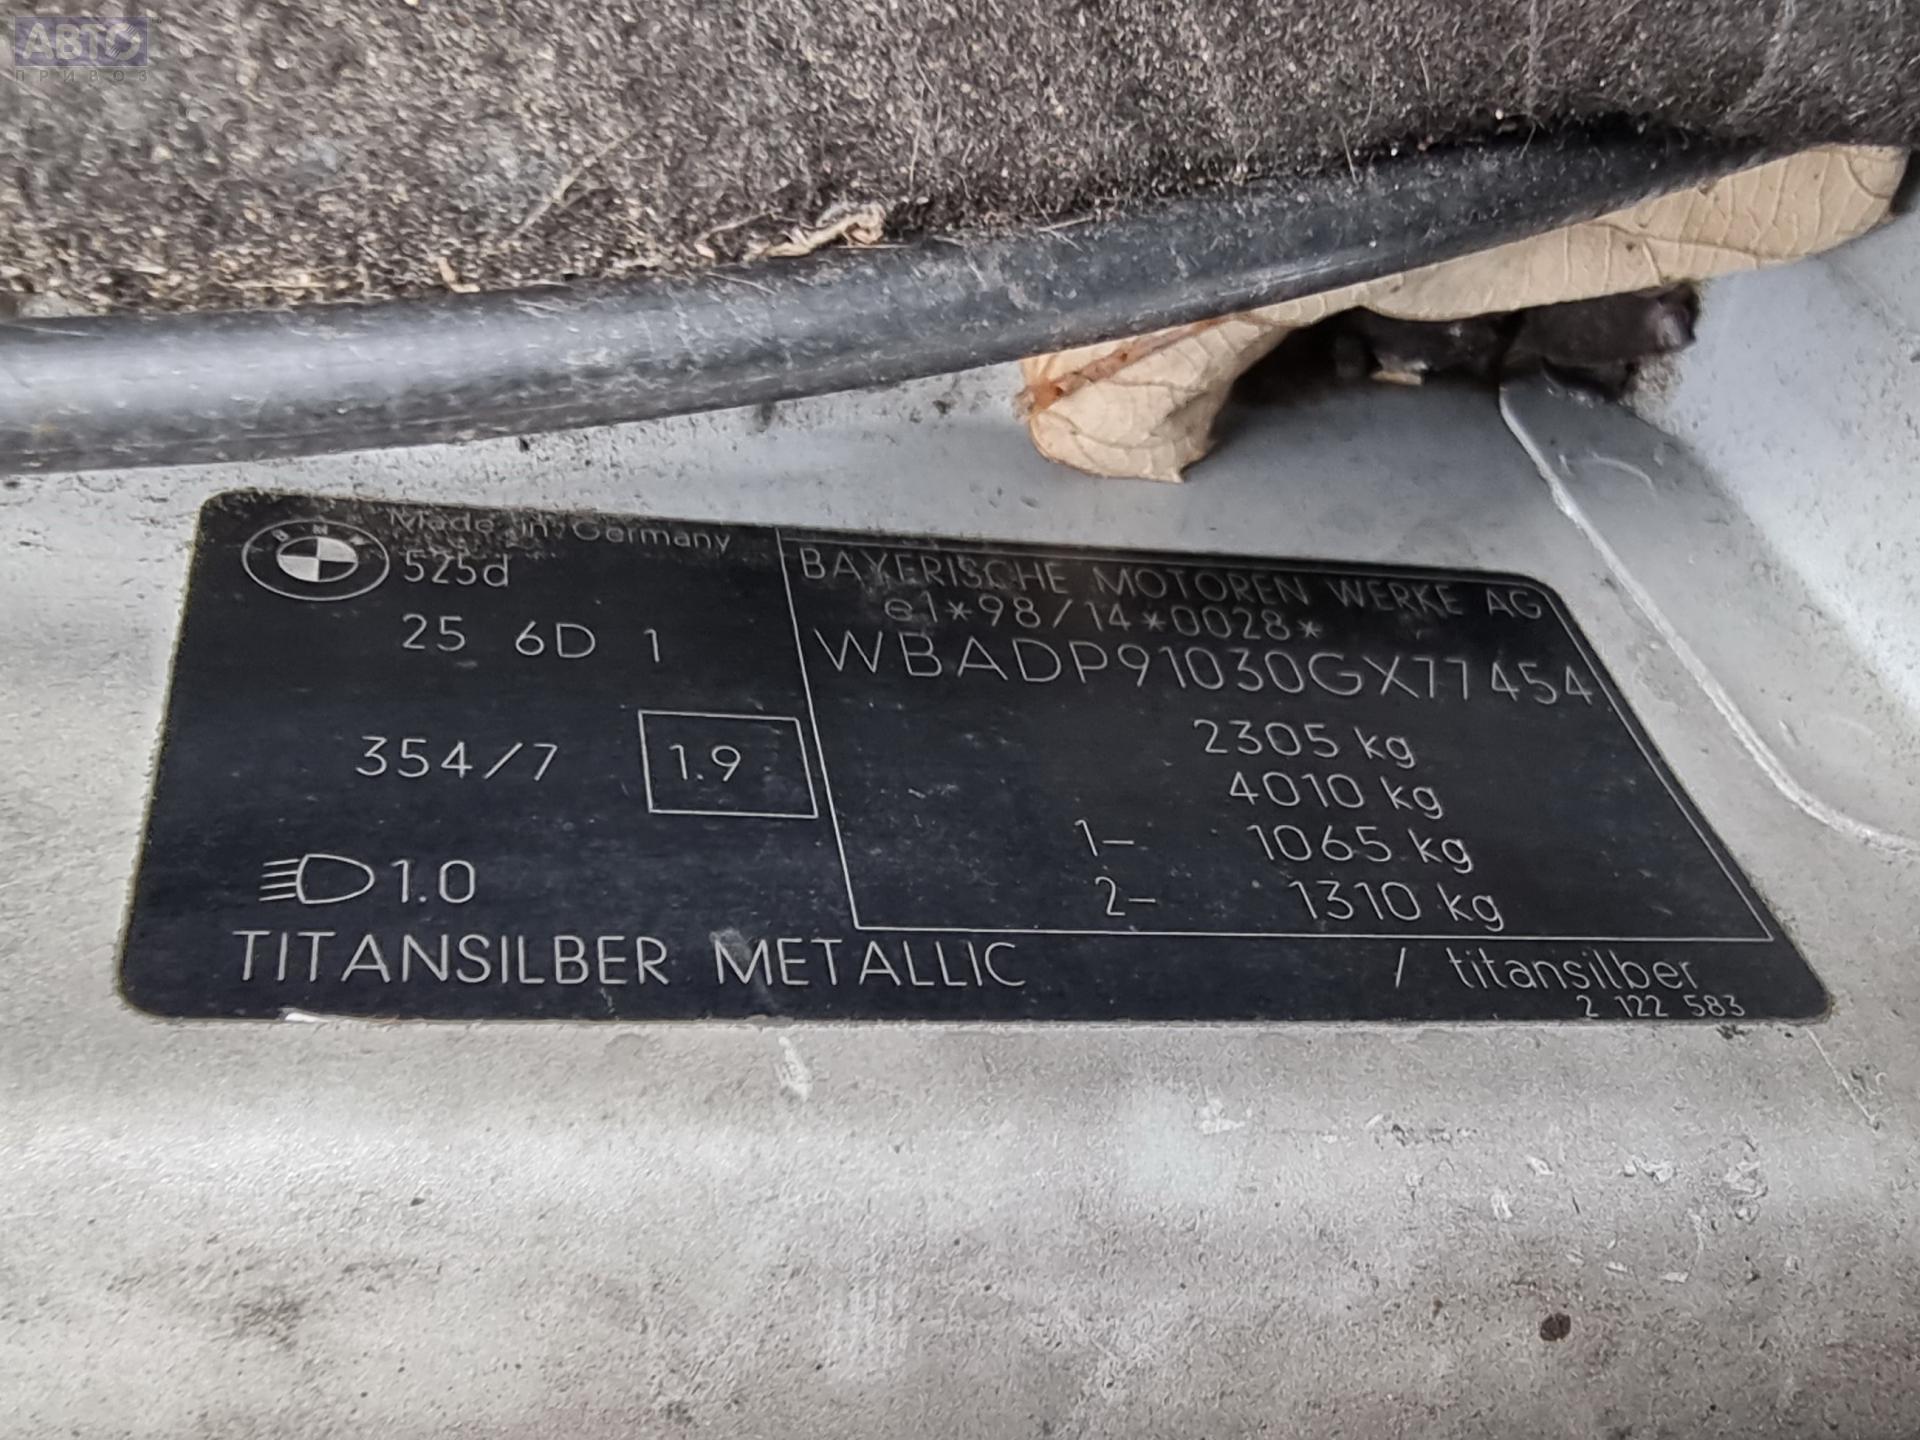 АВТО
ПРИВОЗ
Made in Germany
BMW
525d
25 6D 1
354/7
1.9
1.0
BAYERISCHE MOTOREN WERKE AG
e1*98/14*0028*
WBADP91030GX77454
2305 kg
4010 kg
1- 1065 kg
2- 1310 kg
TITANSILBER METALLIC / titansilber
2 122 583